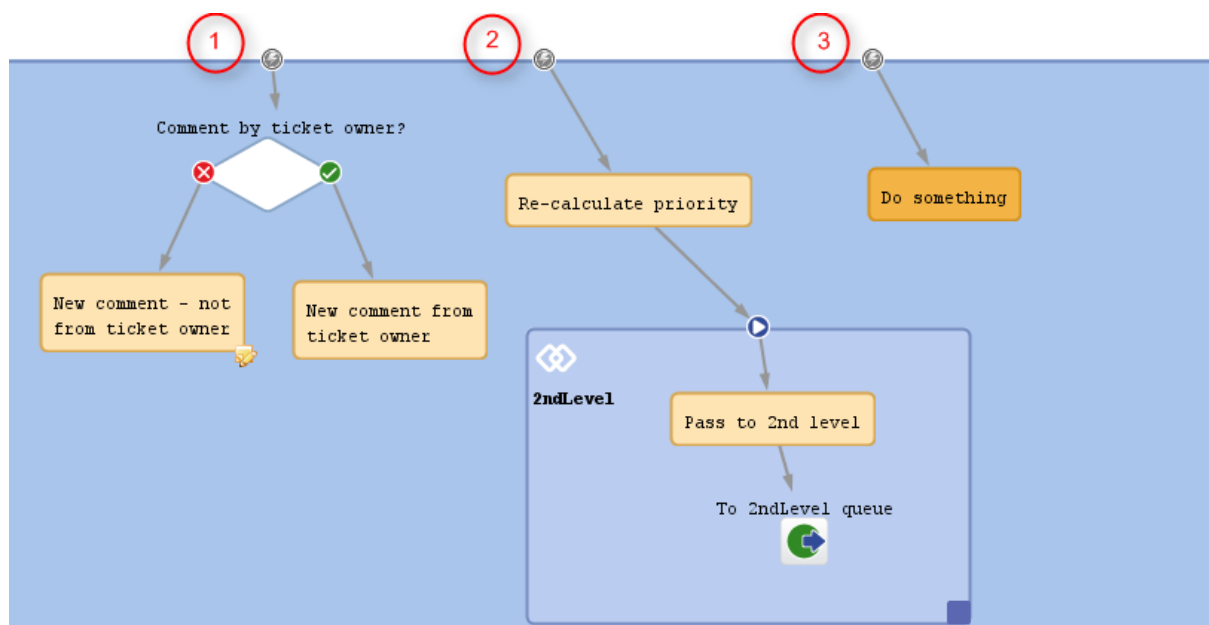 1
2
3
Comment by ticket owner?
Re-calculate priority
Do something
New comment - not
from ticket owner
New comment from
ticket owner
2ndLevel
Pass to 2nd level
To 2ndLevel queue